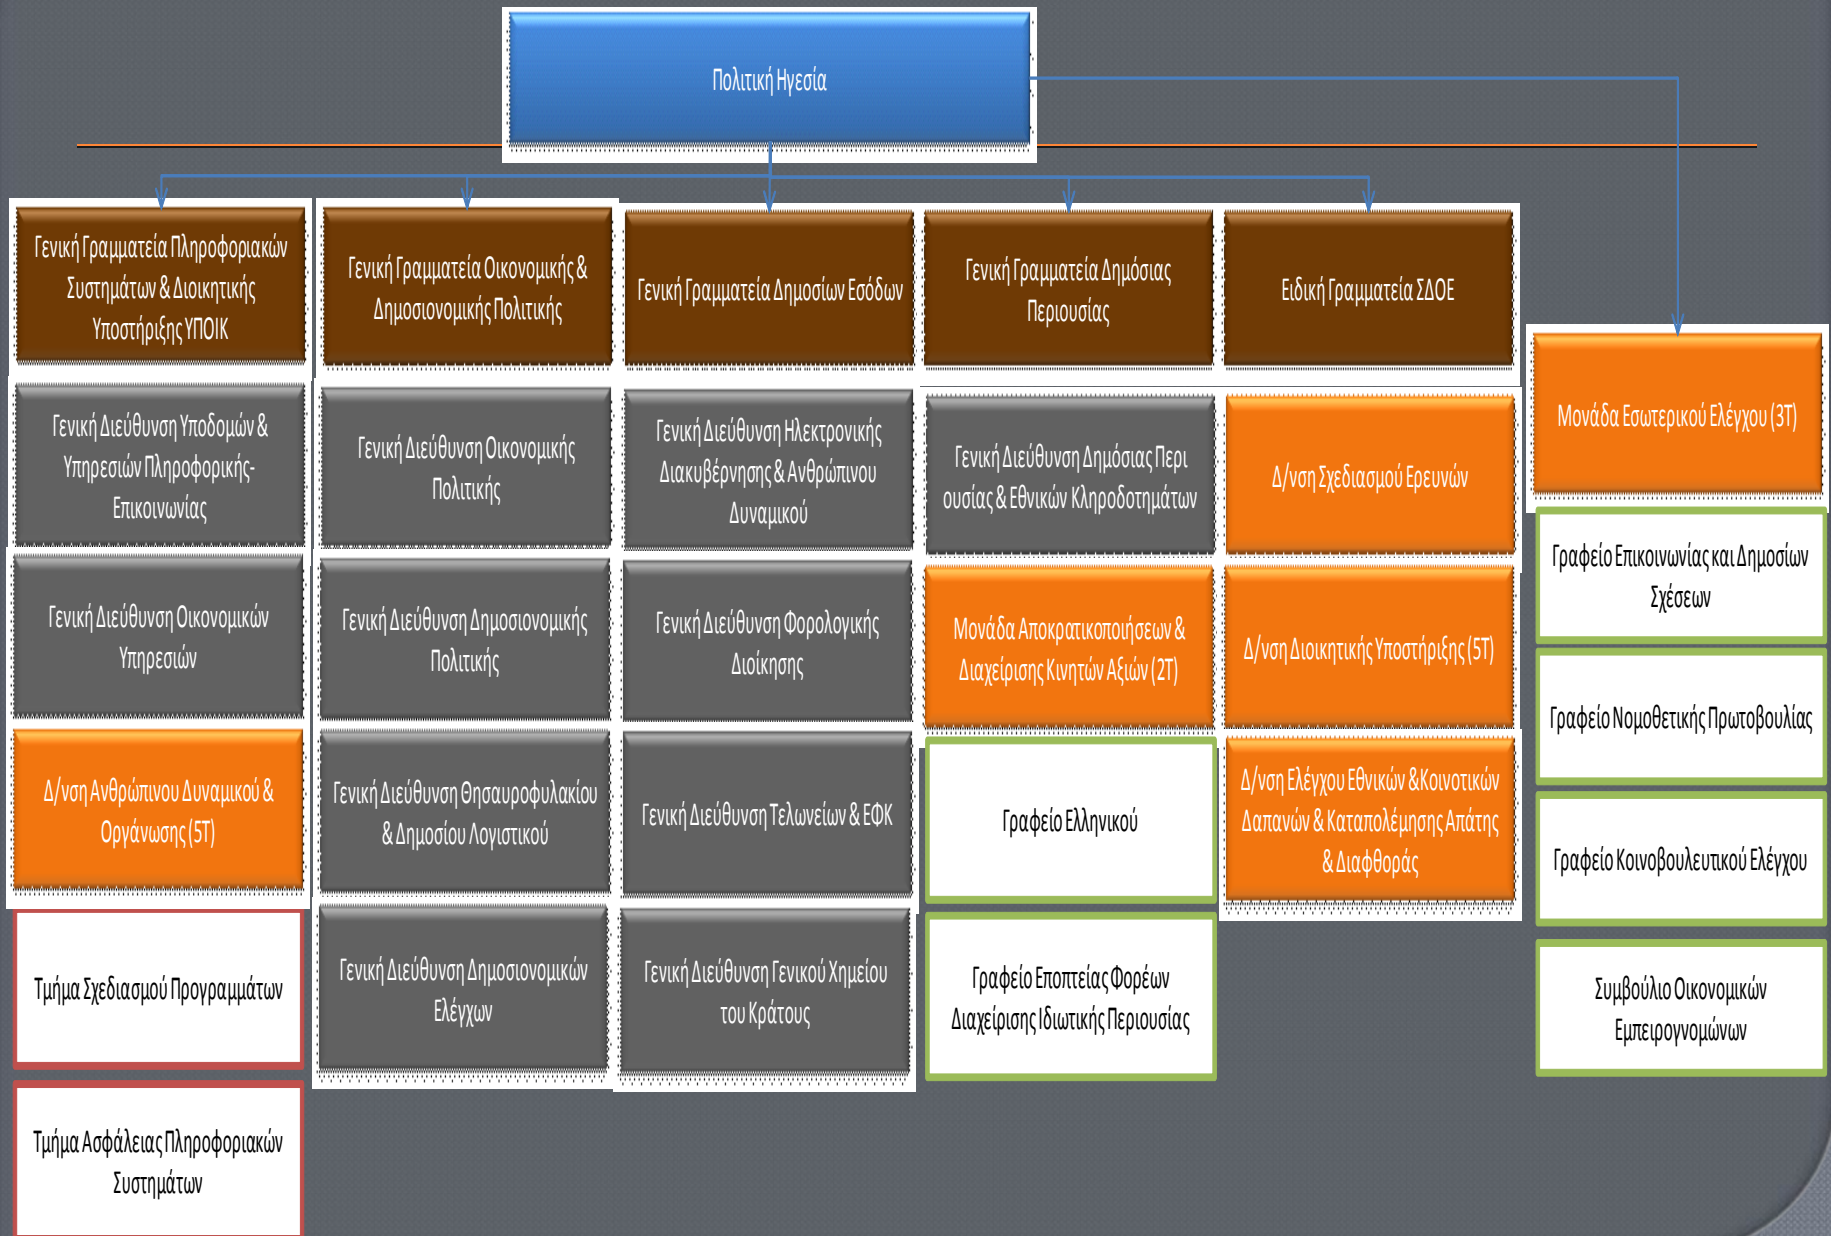 Πολιτική Ηγεσία
Γενική Γραμματεία Πληροφοριακών
Συστημάτων & Διοικητικής
Υποστήριξης ΥΠΟΙΚ
Γενική Διεύθυνση Υποδομών &
Υπηρεσιών Πληροφορικής-
Επικοινωνίας
Γενική Διεύθυνση Οικονομικών
Υπηρεσιών
Δ/νση Ανθρώπινου Δυναμικού &
Οργάνωσης (5Τ)
Τμήμα Σχεδιασμού Προγραμμάτων
Τμήμα Ασφάλειας Πληροφοριακών
Συστημάτων
Γενική Γραμματεία Οικονομικής &
Δημοσιονομικής Πολιτικής
Γενική Διεύθυνση Οικονομικής
Πολιτικής
Γενική Διεύθυνση Δημοσιονομικής
Πολιτικής
Γενική Διεύθυνση Θησαυροφυλακίου
& Δημοσίου Λογιστικού
Γενική Διεύθυνση Δημοσιονομικών
Ελέγχων
Γενική Γραμματεία Δημοσίων Εσόδων
Γενική Διεύθυνση Ηλεκτρονικής
Διακυβέρνησης & Ανθρώπινου
Δυναμικού
Γενική Διεύθυνση Φορολογικής
Διοίκησης
Γενική Διεύθυνση Τελωνείων & ΕΦΚ
Γενική Διεύθυνση Γενικού Χημείου
του Κράτους
Γενική Γραμματεία Δημόσιας
Περιουσίας
Γενική Διεύθυνση Δημόσιας Περι
ουσίας & Εθνικών Κληροδοτημάτων
Μονάδα Αποκρατικοποιήσεων &
Διαχείρισης Κινητών Αξιών (2Τ)
Γραφείο Ελληνικού
Γραφείο Εποπτείας Φορέων
Διαχείρισης Ιδιωτικής Περιουσίας
Ειδική Γραμματεία ΣΔΟΕ
Δ/νση Σχεδιασμού Ερευνών
Δ/νση Διοικητικής Υποστήριξης (5Τ)
Δ/νση Ελέγχου Εθνικών &Κοινοτικών
Δαπανών & Καταπολέμησης Απάτης
& Διαφθοράς
Μονάδα Εσωτερικού Ελέγχου (3Τ)
Γραφείο Επικοινωνίας και Δημοσίων
Σχέσεων
Γραφείο Νομοθετικής Πρωτοβουλίας
Γραφείο Κοινοβουλευτικού Ελέγχου
Συμβούλιο Οικονομικών
Εμπειρογνομώνων